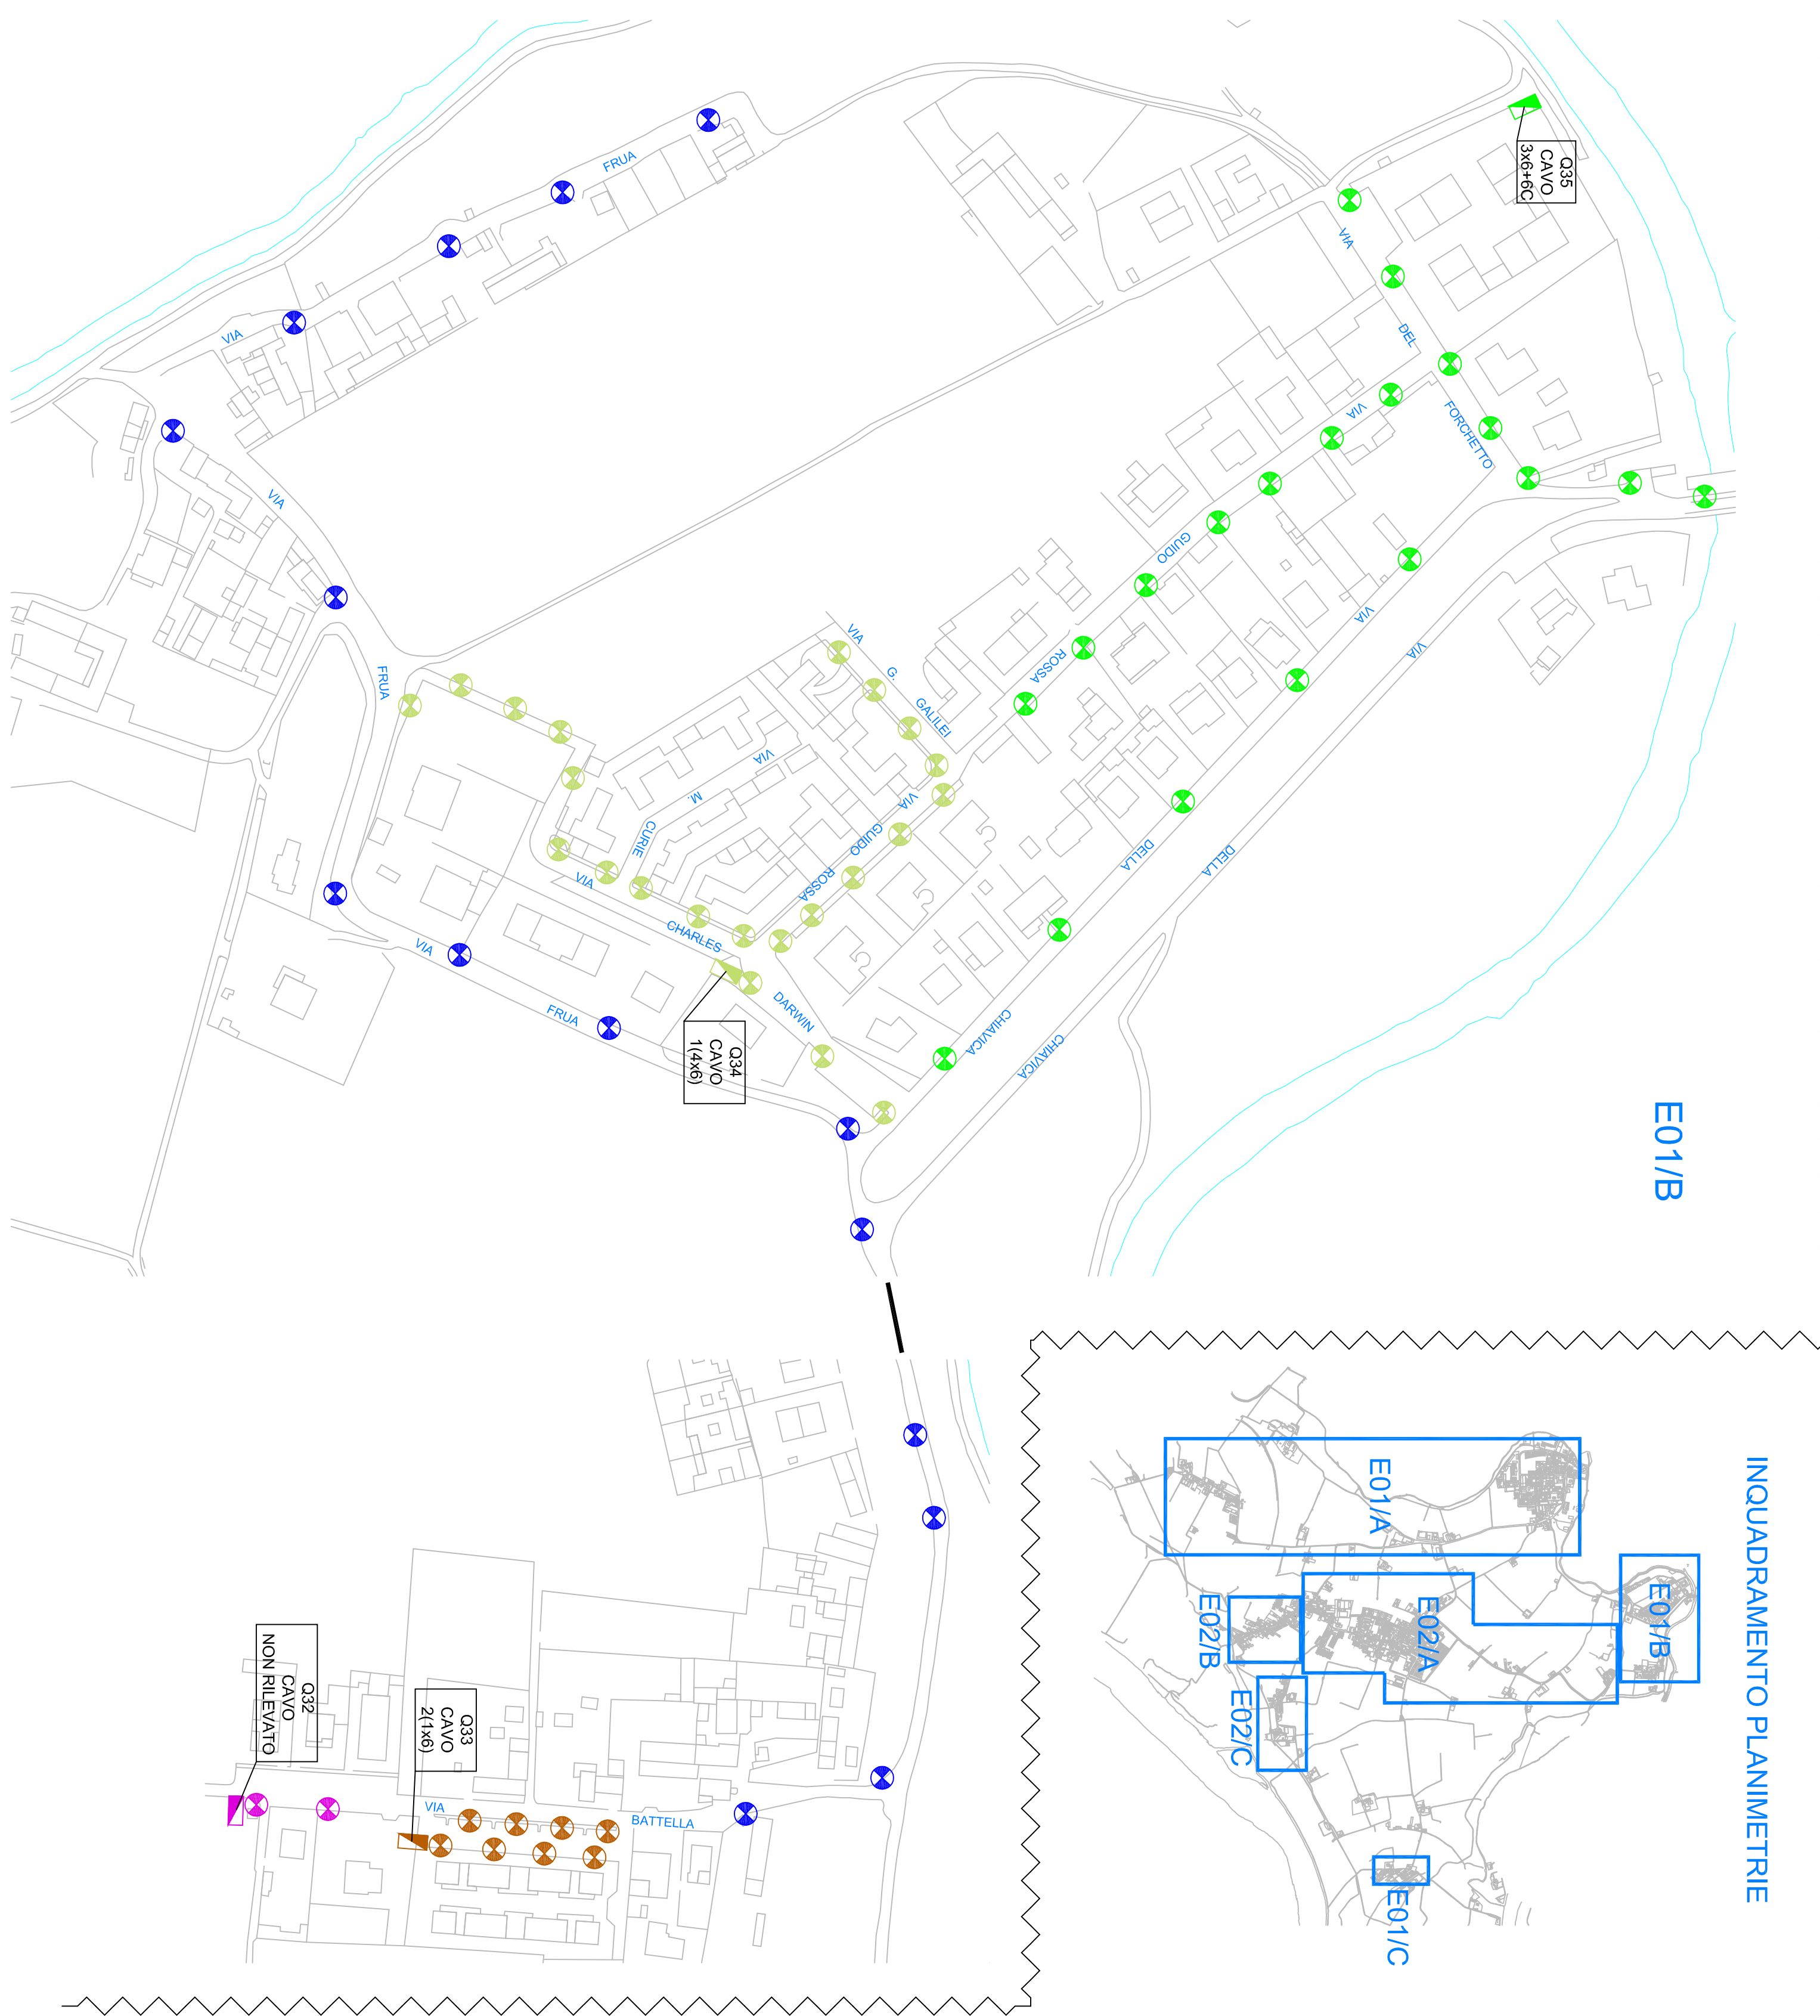 E01/B
Q35
CAVO
3x6+6C
FRUA
VIA
VIA
FRUA
VIA
FRUA
VIA
DEL
FORCHETTO
VIA
GUIDO
ROSSA
VIA
G.
GALILEI
VIA
M.
CURIE
VIA
GUIDO
ROSSA
VIA
CHARLES
DARWIN
VIA
DELLA
CHIAVICA
VIA
DELLA
CHIAVICA
Q34
CAVO
1(4x6)
Q33
CAVO
2(1x6)
Q32
CAVO
NON RILEVATO
VIA
BATTELLA
INQUADRAMENTO PLANIMETRIE
E01/A
E01/B
E02/A
E02/B
E02/C
E01/C